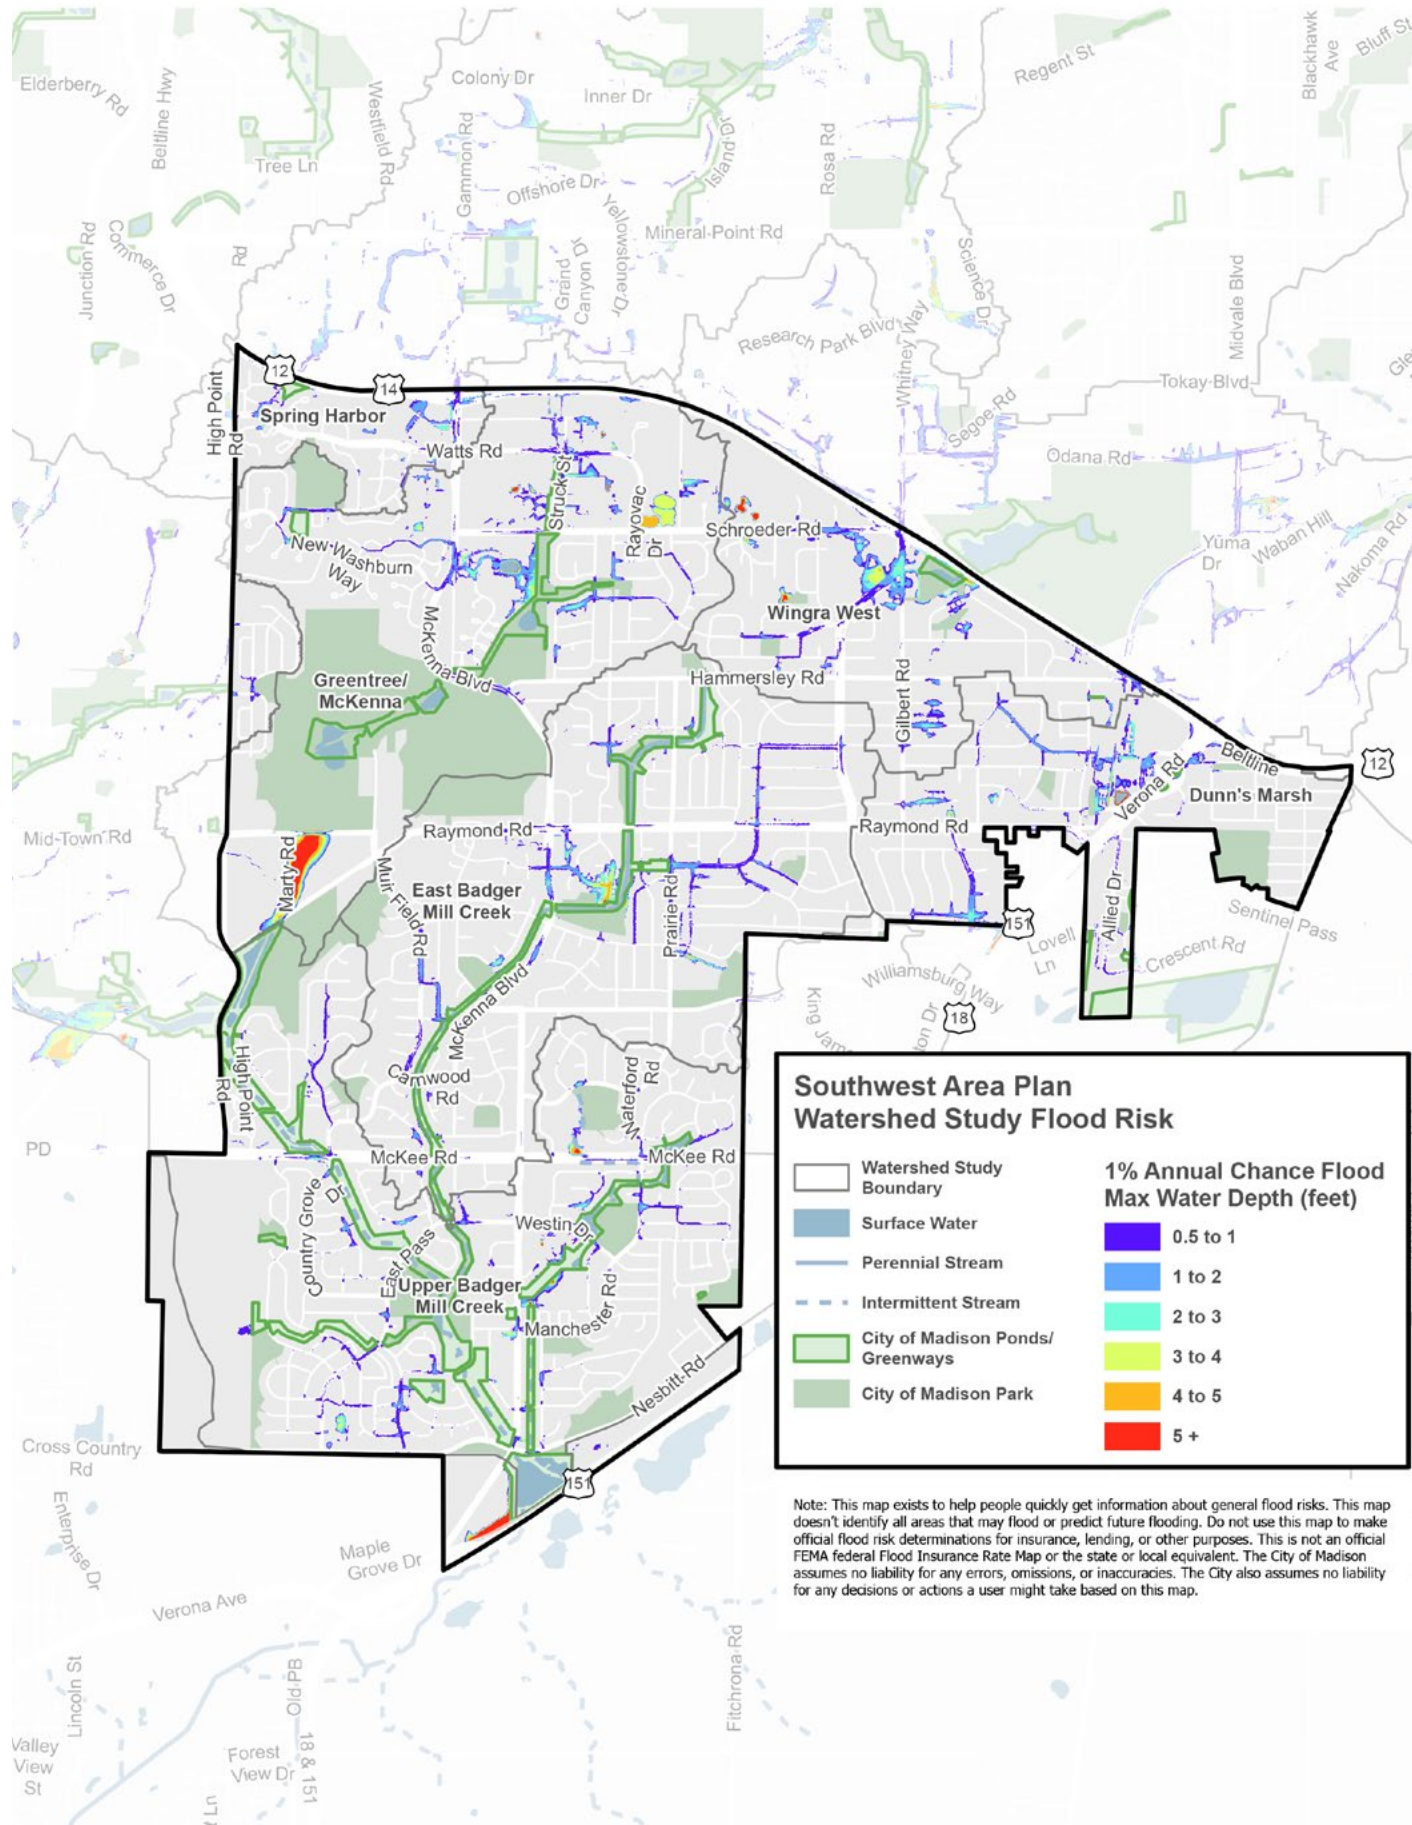 Elderberry Rd
Beltline Hwy
Westfield Rd
Colony Dr
Inner Dr
Gammon Rd
Island Dr
Rosa Rd
Regent St
Blackhawk
Ave
Bluff St
Tree Ln
Offshore Dr
Yellowstone Dr
Mineral Point Rd
Junction Rd
Commerce Dr
Rd
Grand
Canyon Dr
Science Dr
Midvale Blvd
Research Park Blvd
Whitney Way
Tokay Blvd
12
14
High Point
Rd
Spring Harbor
Watts Rd
Struck St
Segoe Rd
Odana Rd
Rayovac
Dr
Schroeder Rd
New Washburn
Way
Yuma
Dr
Waban Hill
Nakoma Rd
McKenna Blvd
Wingra West
Greentree/
McKenna
Hammersley Rd
Gilbert Rd
Beltline
12
Verona Rd
Dunn's Marsh
Mid-Town Rd
Marty Rd
Raymond Rd
Raymond Rd
Muir Field Rd
East Badger
Mill Creek
Prairie Rd
Allied Dr
Sentinel Pass
151
Lovell
Ln
Crescent Rd
McKenna Blvd
Williamsburg Way
18
High Point
Rd
Camwood
Rd
Waterford
Rd
PD
McKee Rd
McKee Rd
Country Grove
Dr
East Pass
Westin Dr
Upper Badger
Mill Creek
Manchester Rd
Nesbitt Rd
151
Cross Country
Rd
Enterprise Dr
Maple
Grove Dr
Verona Ave
Lincoln St
Old PB
18 & 151
Fitchrona Rd
Valley
View
St
Forest
View Dr
Southwest Area Plan
Watershed Study Flood Risk
Watershed Study
Boundary
Surface Water
Perennial Stream
Intermittent Stream
City of Madison Ponds/
Greenways
City of Madison Park
1% Annual Chance Flood
Max Water Depth (feet)
0.5 to 1
1 to 2
2 to 3
3 to 4
4 to 5
5 +
Note: This map exists to help people quickly get information about general flood risks. This map
doesn't identify all areas that may flood or predict future flooding. Do not use this map to make
official flood risk determinations for insurance, lending, or other purposes. This is not an official
FEMA federal Flood Insurance Rate Map or the state or local equivalent. The City of Madison
assumes no liability for any errors, omissions, or inaccuracies. The City also assumes no liability
for any decisions or actions a user might take based on this map.